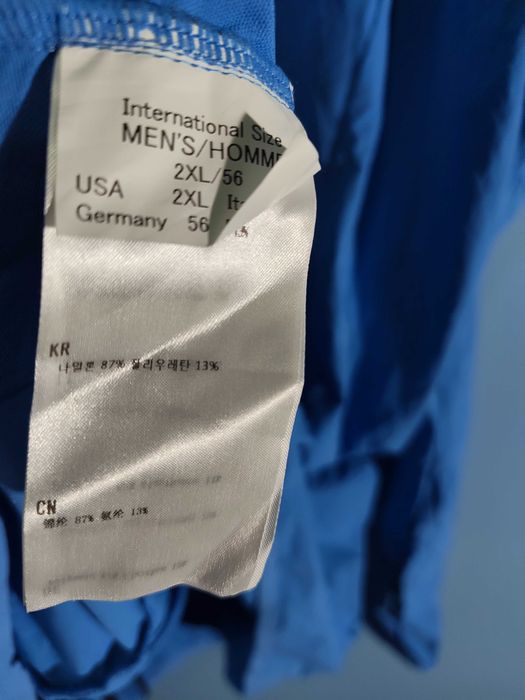 International Size
MEN'S/HOMME
2XL/56
USA 2XL
Germany 56
KR
나일론 87% 폴리우레탄 13%
CN
锦纶 87% 氨纶 13%